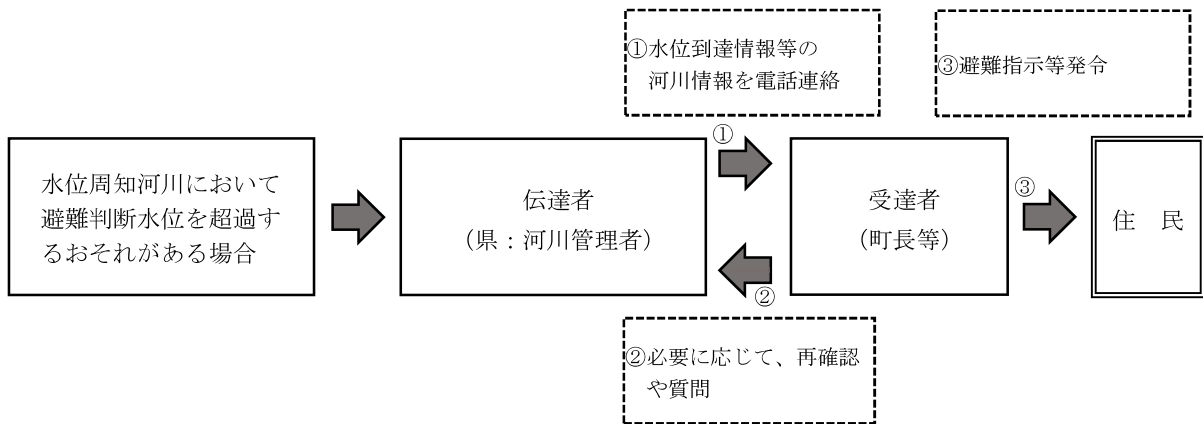 ①水位到達情報等の
河川情報を電話連絡
③避難指示等発令
水位周知河川において
避難判断水位を超過す
るおそれがある場合
伝達者
（県：河川管理者）
①
受達者
（町長等）
③
住　民
②
②必要に応じて、再確認
や質問